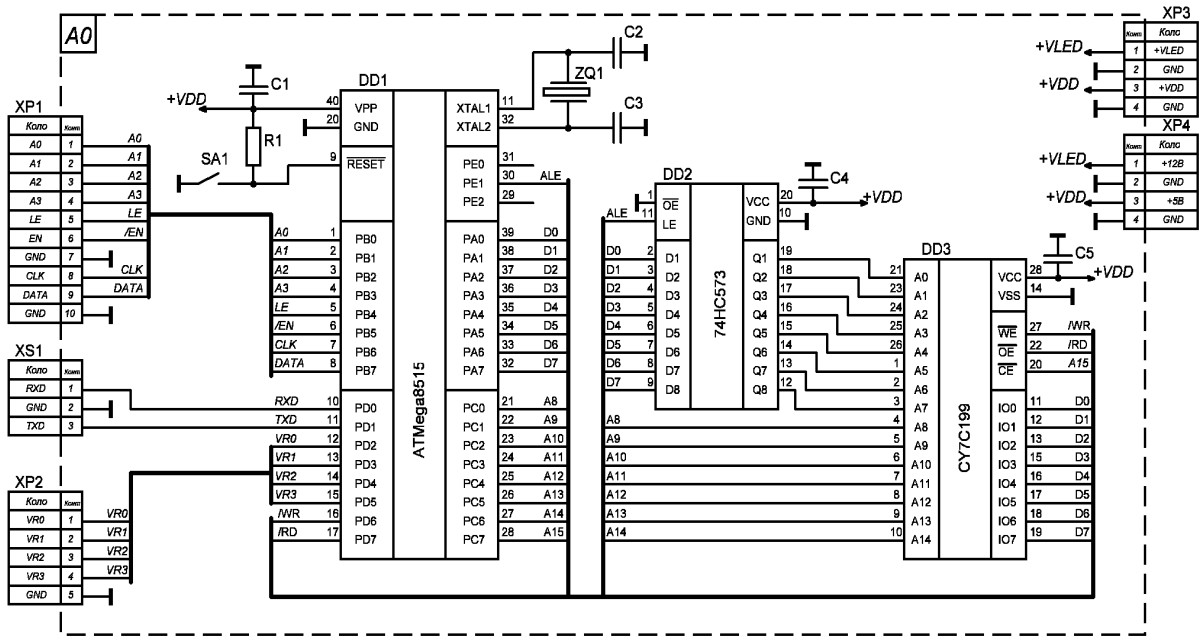 A0
XP1
Коло Конт
A0 1 A0
A1 2 A1
A2 3 A2
A3 4 A3
LE 5 LE
EN 6 /EN
GND 7
CLK 8 CLK
DATA 9 DATA
GND 10
XS1
Коло Конт
RXD 1
GND 2
TXD 3
XP2
Коло Конт
VR0 1 VR0
VR1 2 VR1
VR2 3 VR2
VR3 4 VR3
GND 5
+VDD
C1
R1
SA1
DD1
ATMega8515
40 VPP
20 GND
9 RESET
A0 1 PB0
A1 2 PB1
A2 3 PB2
A3 4 PB3
LE 5 PB4
/EN 6 PB5
CLK 7 PB6
DATA 8 PB7
RXD 10 PD0
TXD 11 PD1
VR0 12 PD2
VR1 13 PD3
VR2 14 PD4
VR3 15 PD5
/WR 16 PD6
/RD 17 PD7
XTAL1 11
XTAL2 32
PE0 31
PE1 30 ALE
PE2 29
PA0 39 D0
PA1 38 D1
PA2 37 D2
PA3 36 D3
PA4 35 D4
PA5 34 D5
PA6 33 D6
PA7 32 D7
PC0 21 A8
PC1 22 A9
PC2 23 A10
PC3 24 A11
PC4 25 A12
PC5 26 A13
PC6 27 A14
PC7 28 A15
C2
ZQ1
C3
DD2
74HC573
1 OE
ALE 11 LE
D0 2 D1
D1 3 D2
D2 4 D3
D3 5 D4
D4 6 D5
D5 7 D6
D6 8 D7
D7 9 D8
VCC 20
GND 10
Q1 19
Q2 18
Q3 17
Q4 16
Q5 15
Q6 14
Q7 13
Q8 12
C4
+VDD
DD3
CY7C199
21 A0
23 A1
24 A2
25 A3
26 A4
1 A5
2 A6
3 A7
A8 4 A8
A9 5 A9
A10 6 A10
A11 7 A11
A12 8 A12
A13 9 A13
A14 10 A14
VCC 28
VSS 14
WE 27 /WR
OE 22 /RD
CE 20 A15
IO0 11 D0
IO1 12 D1
IO2 13 D2
IO3 15 D3
IO4 16 D4
IO5 17 D5
IO6 18 D6
IO7 19 D7
C5
+VDD
XP3
Конт Коло
+VLED 1 +VLED
2 GND
+VDD 3 +VDD
4 GND
XP4
Конт Коло
+VLED 1 +12В
2 GND
+VDD 3 +5В
4 GND